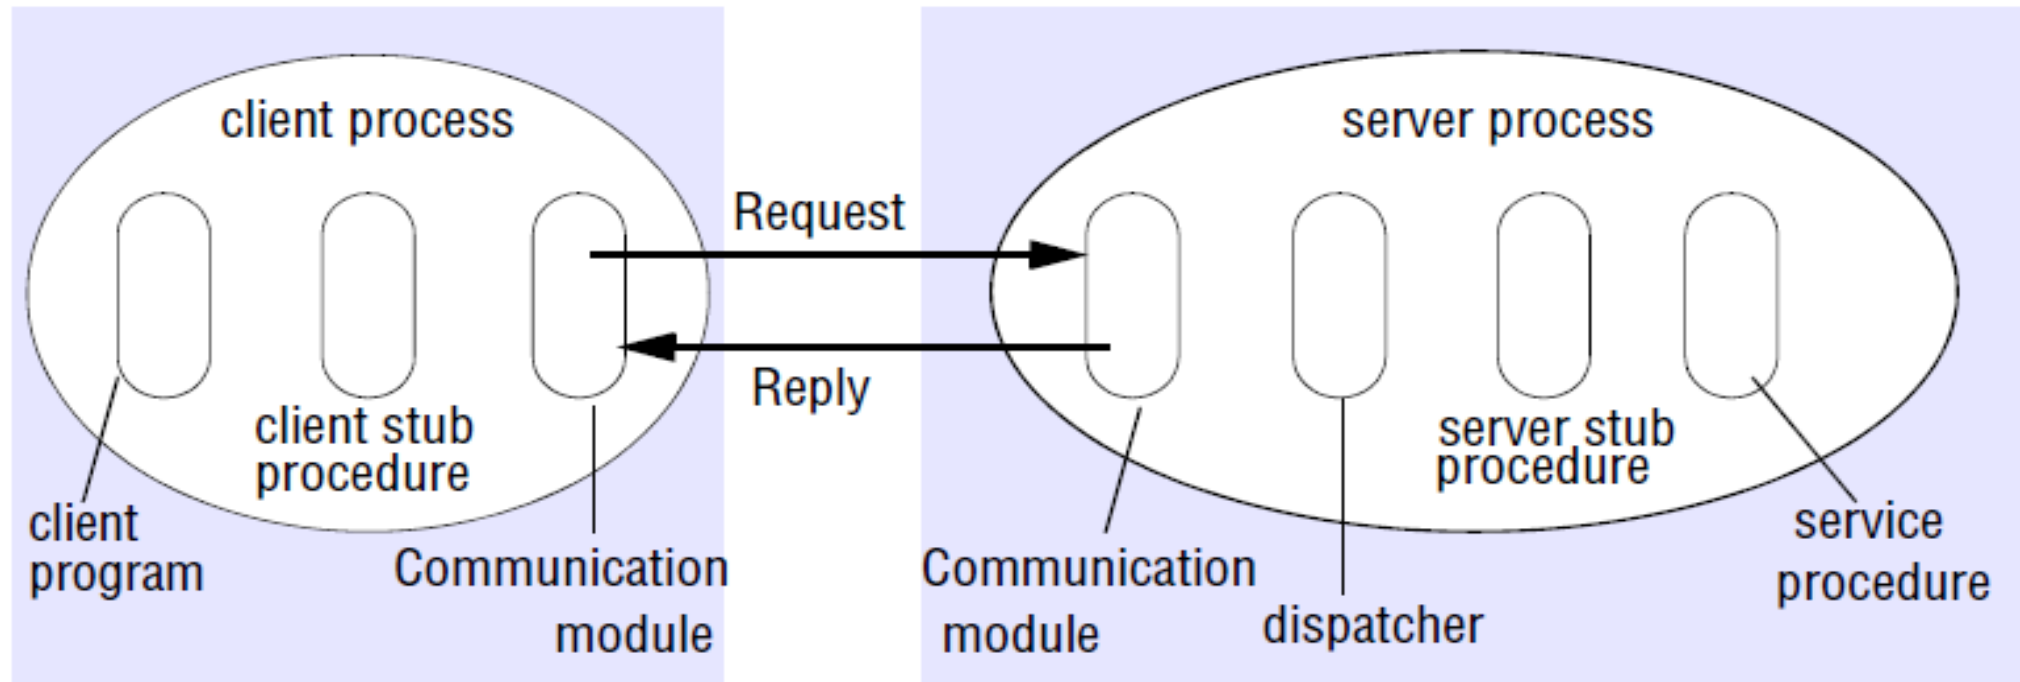 client process
server process
Request
Reply
client stub
procedure
server stub
procedure
client
program
Communication
module
Communication
module
dispatcher
service
procedure